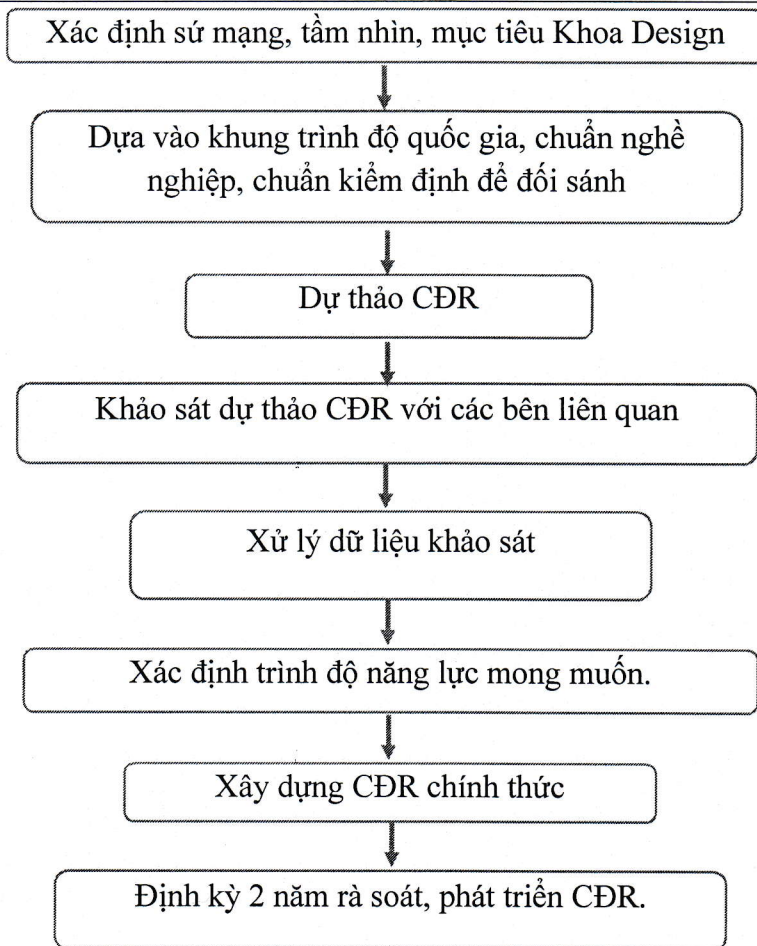 Xác định sứ mạng, tầm nhìn, mục tiêu Khoa Design
Dựa vào khung trình độ quốc gia, chuẩn nghề
nghiệp, chuẩn kiểm định để đối sánh
Dự thảo CĐR
Khảo sát dự thảo CĐR với các bên liên quan
Xử lý dữ liệu khảo sát
Xác định trình độ năng lực mong muốn.
Xây dựng CĐR chính thức
Định kỳ 2 năm rà soát, phát triển CĐR.